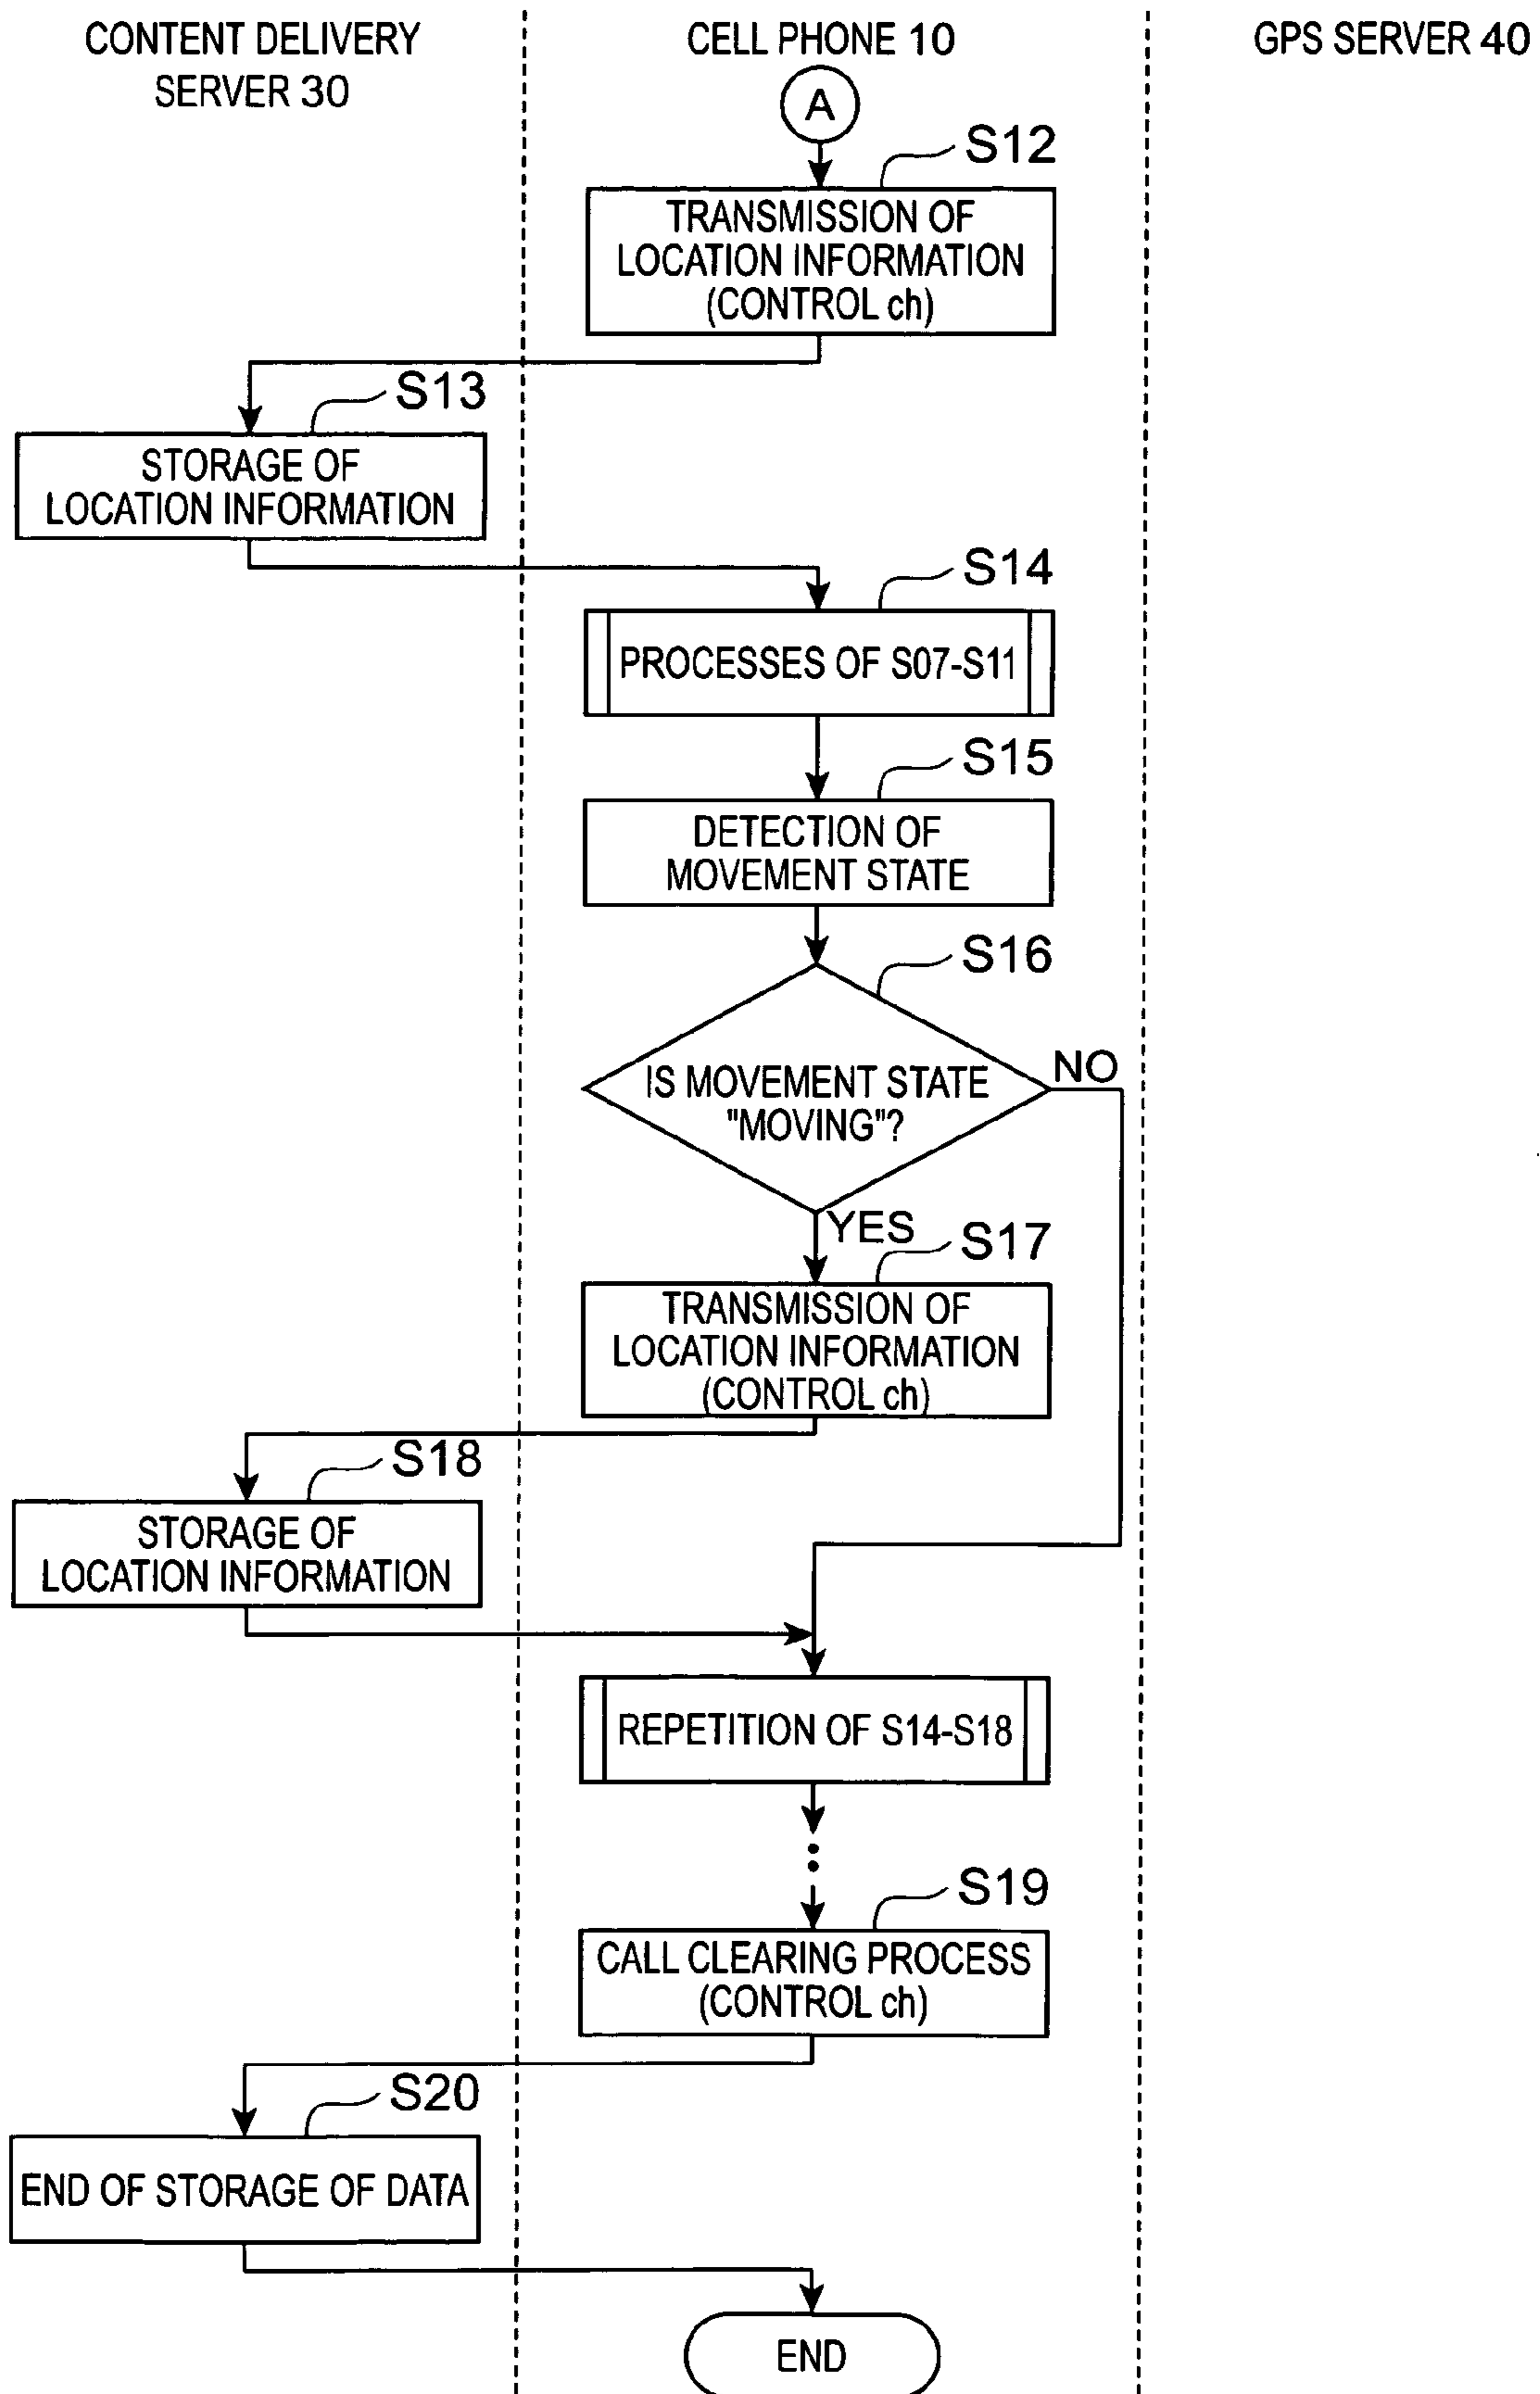 CONTENT DELIVERY
SERVER 30
CELL PHONE 10
GPS SERVER 40
A
S12
TRANSMISSION OF
LOCATION INFORMATION
(CONTROL ch)
S13
STORAGE OF
LOCATION INFORMATION
S14
PROCESSES OF S07-S11
S15
DETECTION OF
MOVEMENT STATE
S16
IS MOVEMENT STATE
"MOVING"?
NO
YES
S17
TRANSMISSION OF
LOCATION INFORMATION
(CONTROL ch)
S18
STORAGE OF
LOCATION INFORMATION
REPETITION OF S14-S18
S19
CALL CLEARING PROCESS
(CONTROL ch)
S20
END OF STORAGE OF DATA
END